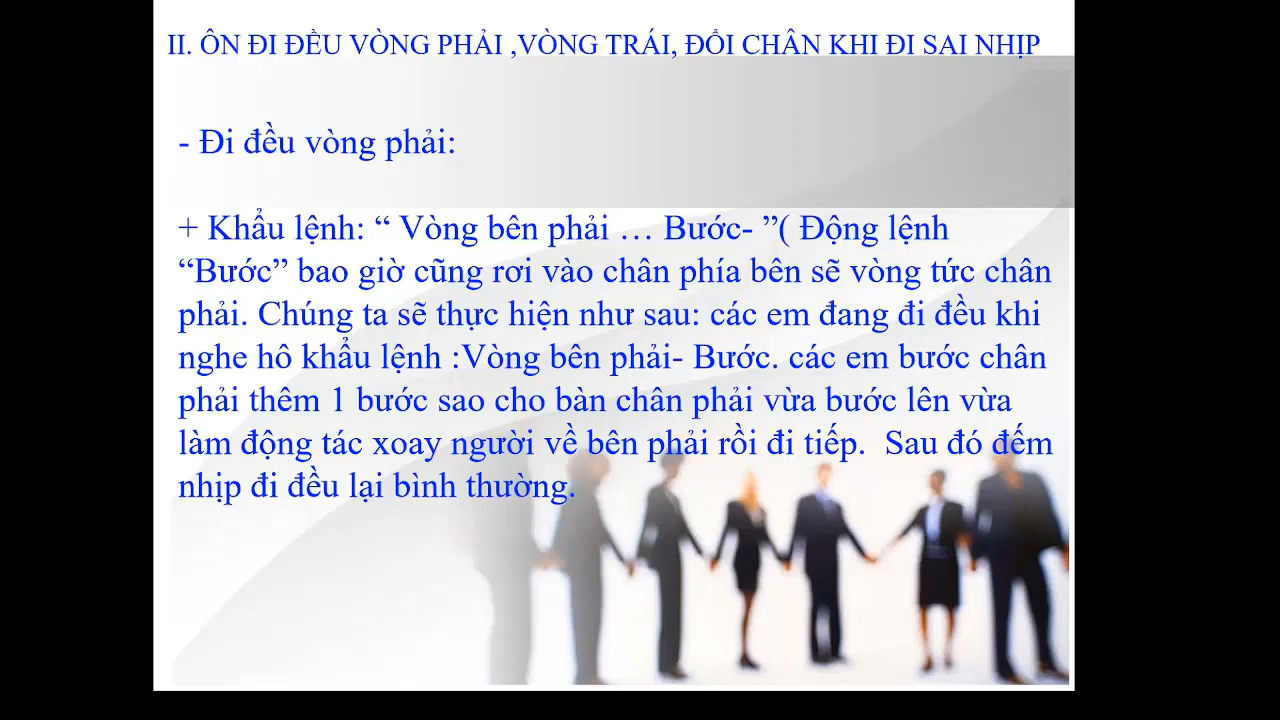 II. ÔN ĐI ĐỀU VÒNG PHẢI ,VÒNG TRÁI, ĐỔI CHÂN KHI ĐI SAI NHỊP
- Đi đều vòng phải:
+ Khẩu lệnh: “ Vòng bên phải … Bước- ”( Động lệnh
“Bước” bao giờ cũng rơi vào chân phía bên sẽ vòng tức chân
phải. Chúng ta sẽ thực hiện như sau: các em đang đi đều khi
nghe hô khẩu lệnh :Vòng bên phải- Bước. các em bước chân
phải thêm 1 bước sao cho bàn chân phải vừa bước lên vừa
làm động tác xoay người về bên phải rồi đi tiếp.  Sau đó đếm
nhịp đi đều lại bình thường.